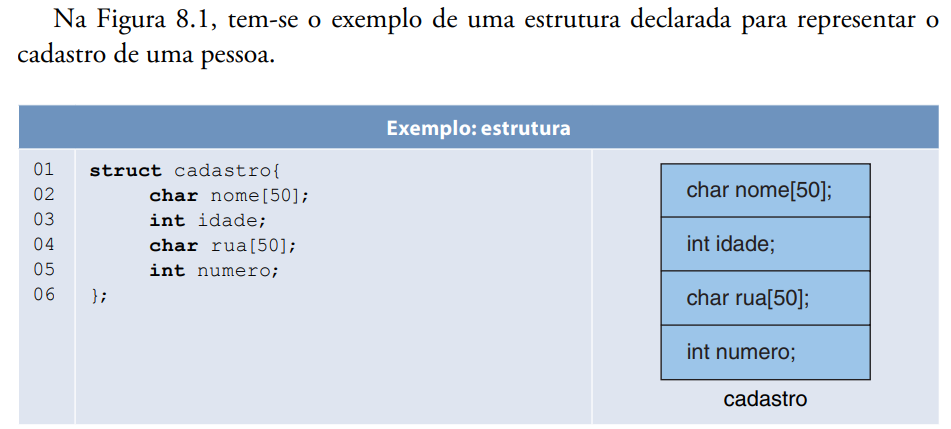 Na Figura 8.1, tem-se o exemplo de uma estrutura declarada para representar o
cadastro de uma pessoa.
Exemplo: estrutura
01 struct cadastro{
02 char nome[50];
03 int idade;
04 char rua[50];
05 int numero;
06 };
char nome[50];
int idade;
char rua[50];
int numero;
cadastro